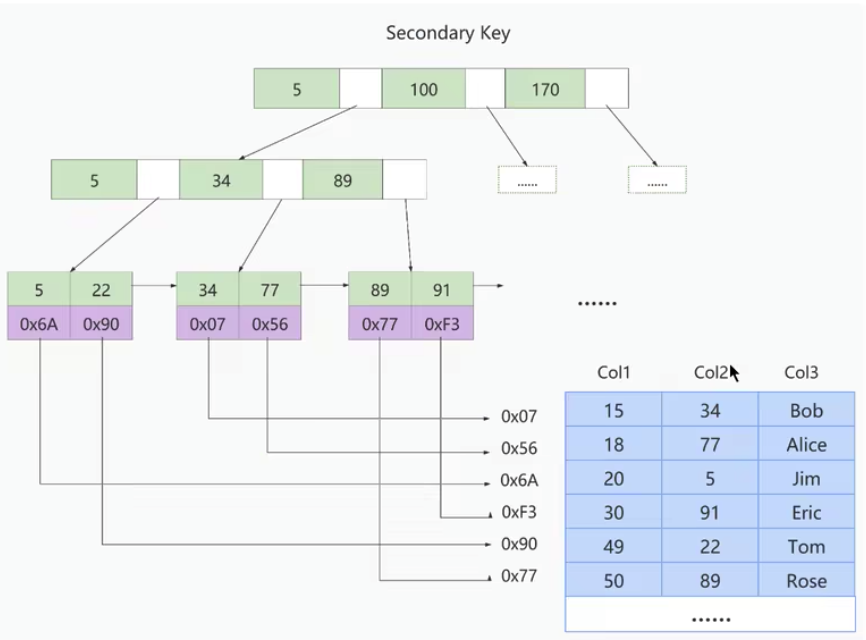 Secondary Key
5 100 170
5 34 89
...... ......
5 22 34 77 89 91
0x6A 0x90 0x07 0x56 0x77 0xF3
......
Col1 Col2 Col3
0x07 15 34 Bob
0x56 18 77 Alice
0x6A 20 5 Jim
0xF3 30 91 Eric
0x90 49 22 Tom
0x77 50 89 Rose
......